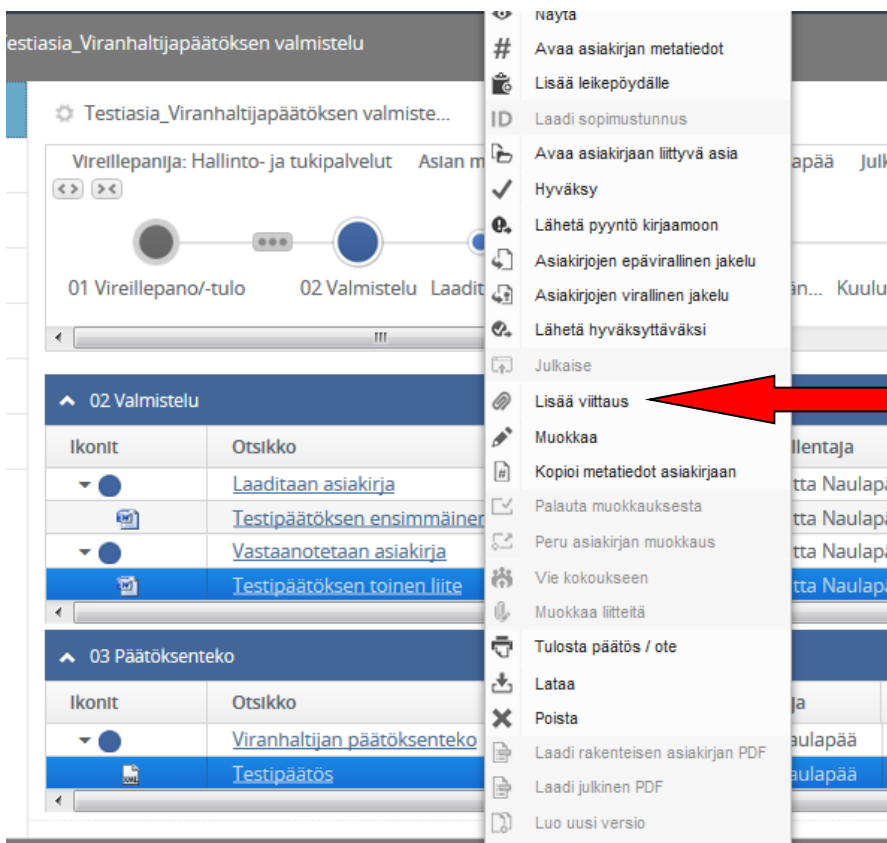 Testiasia_Viranhaltijapäätöksen valmistelu
Testiasia_Viranhaltijapäätöksen valmiste...
Vireillepanija: Hallinto- ja tukipalvelut Asian
01 Vireillepano/-tulo 02 Valmistelu
Kuulu
02 Valmistelu
Ikonit Otsikko
Laaditaan asiakirja
Testipäätöksen ensimmäinen
Vastaanotetaan asiakirja
Testipäätöksen toinen liite
03 Päätöksenteko
Ikonit Otsikko
Viranhaltijan päätöksenteko
Testipäätös
Näytä
Avaa asiakirjan metatiedot
Lisää leikepöydälle
ID Laadi sopimustunnus
Avaa asiakirjaan liittyvä asia
Hyväksy
Lähetä pyyntö kirjaamoon
Asiakirjojen epävirallinen jakelu
Asiakirjojen virallinen jakelu
Lähetä hyväksyttäväksi
Julkaise
Lisää viittaus
Muokkaa
Kopioi metatiedot asiakirjaan
Palauta muokkauksesta
Peru asiakirjan muokkaus
Vie kokoukseen
Muokkaa liitteitä
Tulosta päätös / ote
Lataa
Poista
Laadi rakenteisen asiakirjan PDF
Laadi julkinen PDF
Luo uusi versio